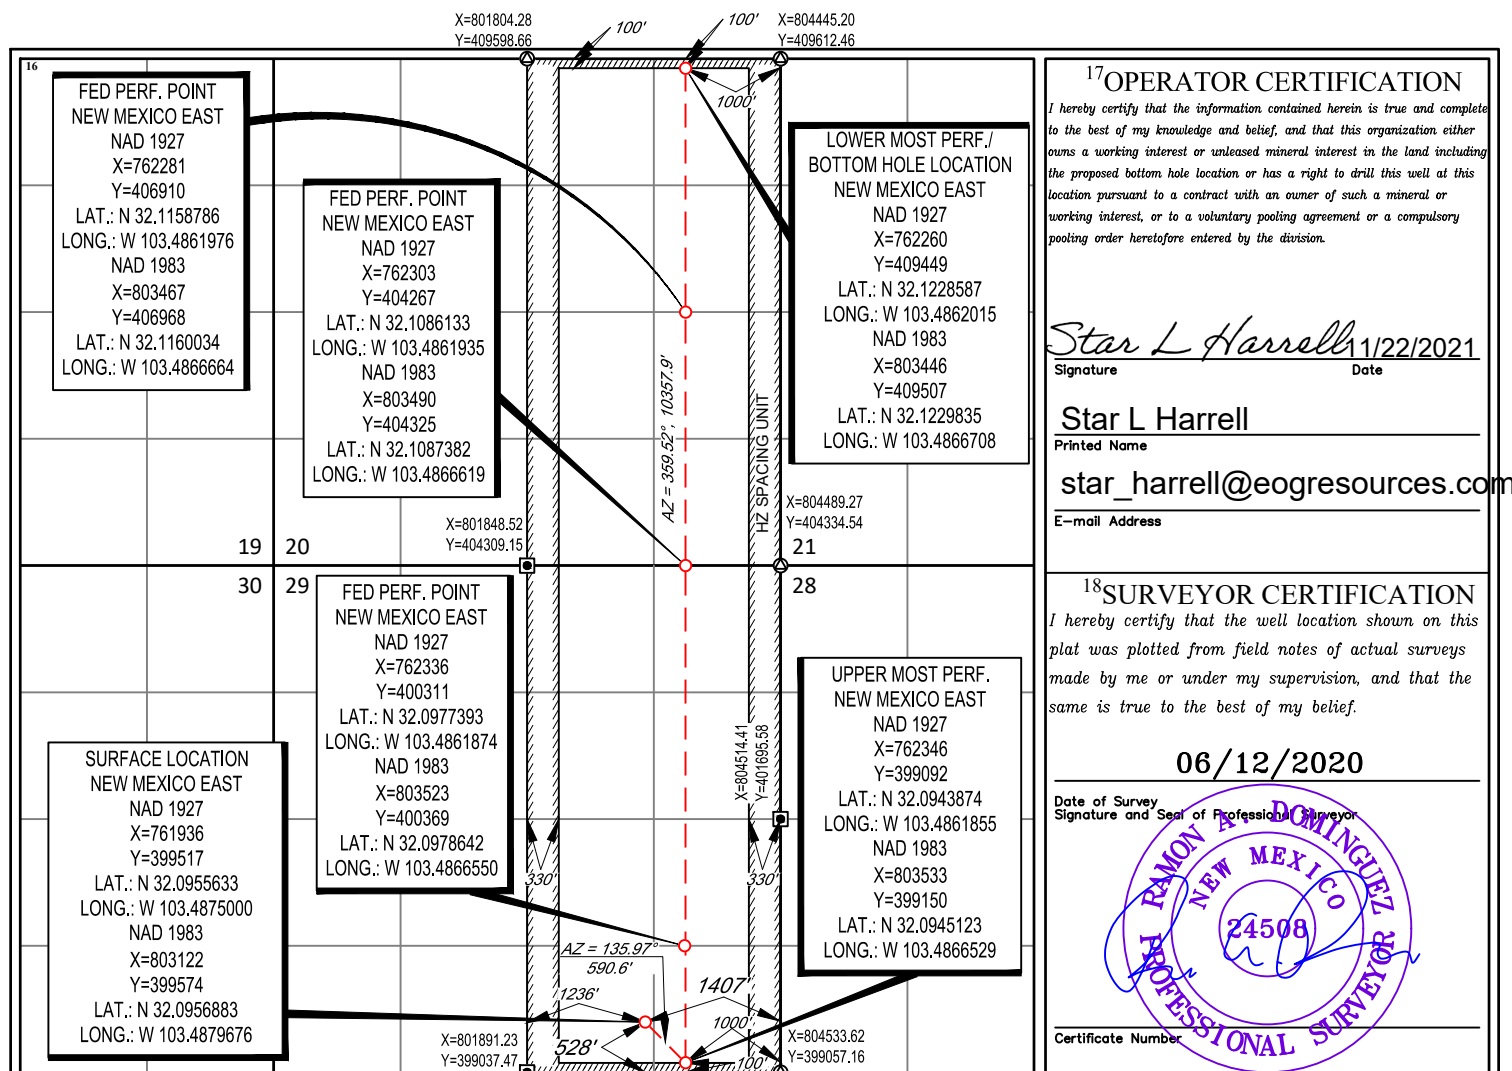 X=801804.28
Y=409598.66
100'
100'
X=804445.20
Y=409612.46
16
1000'
FED PERF. POINT
NEW MEXICO EAST
NAD 1927
X=762281
Y=406910
LAT.: N 32.1158786
LONG.: W 103.4861976
NAD 1983
X=803467
Y=406968
LAT.: N 32.1160034
LONG.: W 103.4866664
FED PERF. POINT
NEW MEXICO EAST
NAD 1927
X=762303
Y=404267
LAT.: N 32.1086133
LONG.: W 103.4861935
NAD 1983
X=803490
Y=404325
LAT.: N 32.1087382
LONG.: W 103.4866619
LOWER MOST PERF./
BOTTOM HOLE LOCATION
NEW MEXICO EAST
NAD 1927
X=762260
Y=409449
LAT.: N 32.1228587
LONG.: W 103.4862015
NAD 1983
X=803446
Y=409507
LAT.: N 32.1229835
LONG.: W 103.4866708
AZ = 359.52°, 10357.9'
HZ SPACING UNIT
X=801848.52
Y=404309.15
X=804489.27
Y=404334.54
19 20
21
30 29
28
FED PERF. POINT
NEW MEXICO EAST
NAD 1927
X=762336
Y=400311
LAT.: N 32.0977393
LONG.: W 103.4861874
NAD 1983
X=803523
Y=400369
LAT.: N 32.0978642
LONG.: W 103.4866550
UPPER MOST PERF.
NEW MEXICO EAST
NAD 1927
X=762346
Y=399092
LAT.: N 32.0943874
LONG.: W 103.4861855
NAD 1983
X=803533
Y=399150
LAT.: N 32.0945123
LONG.: W 103.4866529
SURFACE LOCATION
NEW MEXICO EAST
NAD 1927
X=761936
Y=399517
LAT.: N 32.0955633
LONG.: W 103.4875000
NAD 1983
X=803122
Y=399574
LAT.: N 32.0956883
LONG.: W 103.4879676
X=804514.41
Y=401695.58
330'
330'
AZ = 135.97°
590.6'
1236'
1407'
1000'
528'
100'
X=801891.23
Y=399037.47
X=804533.62
Y=399057.16
17OPERATOR CERTIFICATION
I hereby certify that the information contained herein is true and complete
to the best of my knowledge and belief, and that this organization either
owns a working interest or unleased mineral interest in the land including
the proposed bottom hole location or has a right to drill this well at this
location pursuant to a contract with an owner of such a mineral or
working interest, or to a voluntary pooling agreement or a compulsory
pooling order heretofore entered by the division.
Star L Harrell 11/22/2021
Signature Date
Star L Harrell
Printed Name
star_harrell@eogresources.com
E-mail Address
18SURVEYOR CERTIFICATION
I hereby certify that the well location shown on this
plat was plotted from field notes of actual surveys
made by me or under my supervision, and that the
same is true to the best of my belief.
06/12/2020
Date of Survey
Signature and Seal of Professional Surveyor
RAMON A. DOMINGUEZ
NEW MEXICO
24508
PROFESSIONAL SURVEYOR
Certificate Number